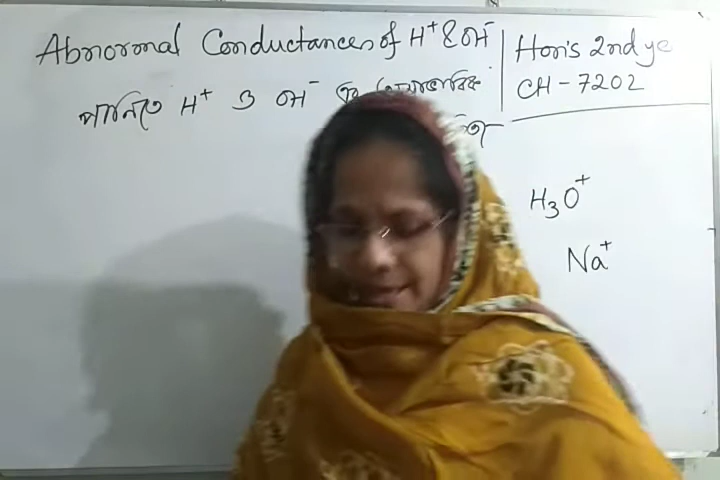 Abnormal Conductances of H⁺ & OH⁻
পানিতে H⁺ ও OH⁻ এর
Hon's 2nd ye
CH-7202
H₃O⁺
Na⁺